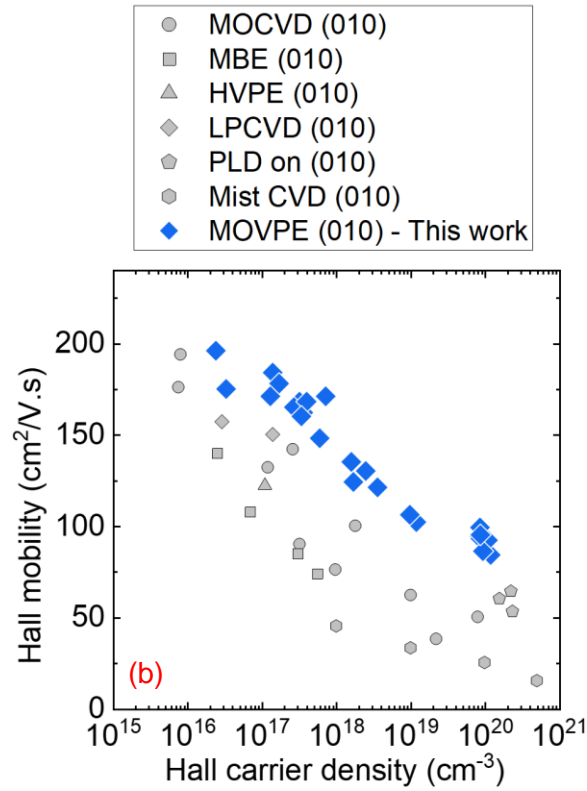 MOCVD (010)
MBE (010)
HVPE (010)
LPCVD (010)
PLD on (010)
Mist CVD (010)
MOVPE (010) - This work
Hall mobility (cm²/V.s)
200
150
100
50
0
(b)
10¹⁵ 10¹⁶ 10¹⁷ 10¹⁸ 10¹⁹ 10²⁰ 10²¹
Hall carrier density (cm⁻³)